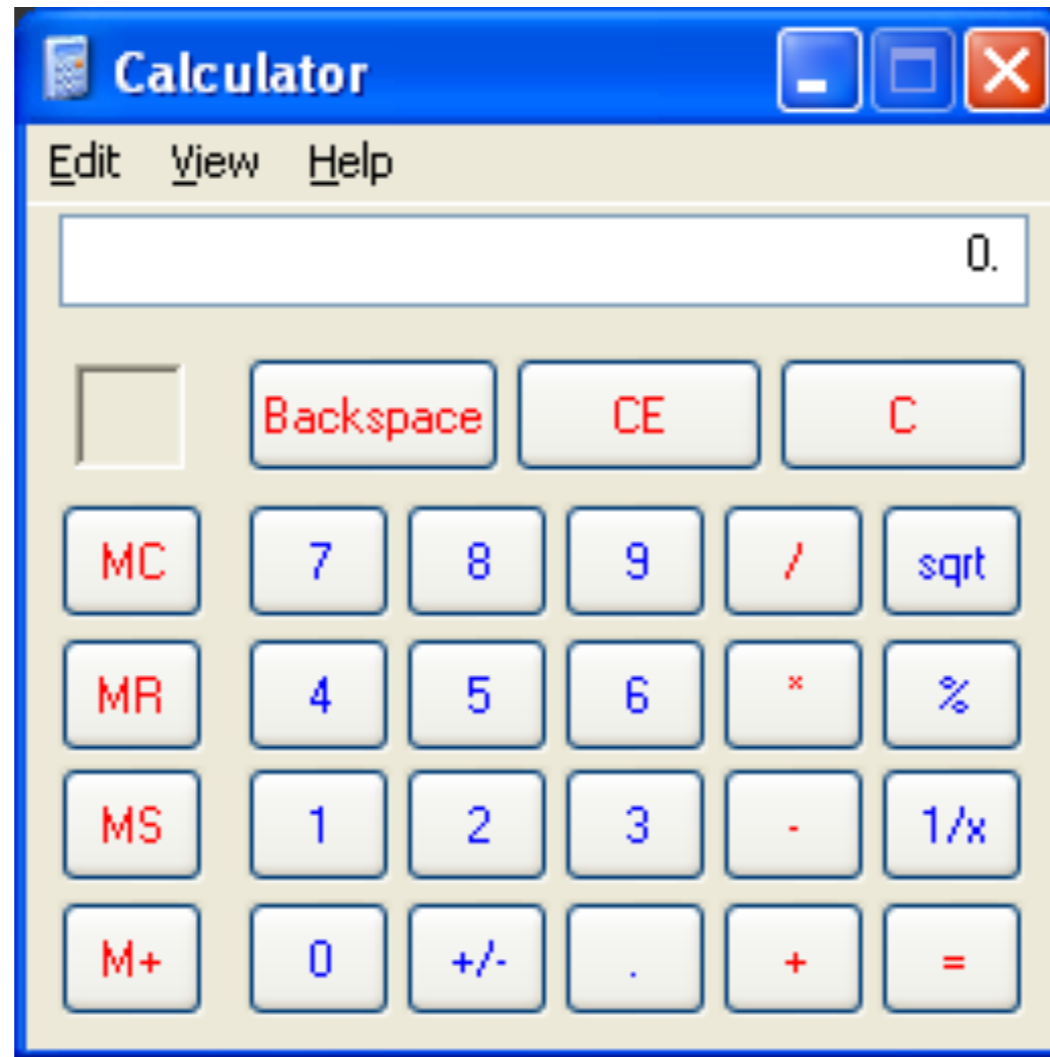 Calculator
Edit View Help
0.
Backspace CE C
MC 7 8 9 / sqrt
MR 4 5 6 * %
MS 1 2 3 - 1/x
M+ 0 +/- . + =